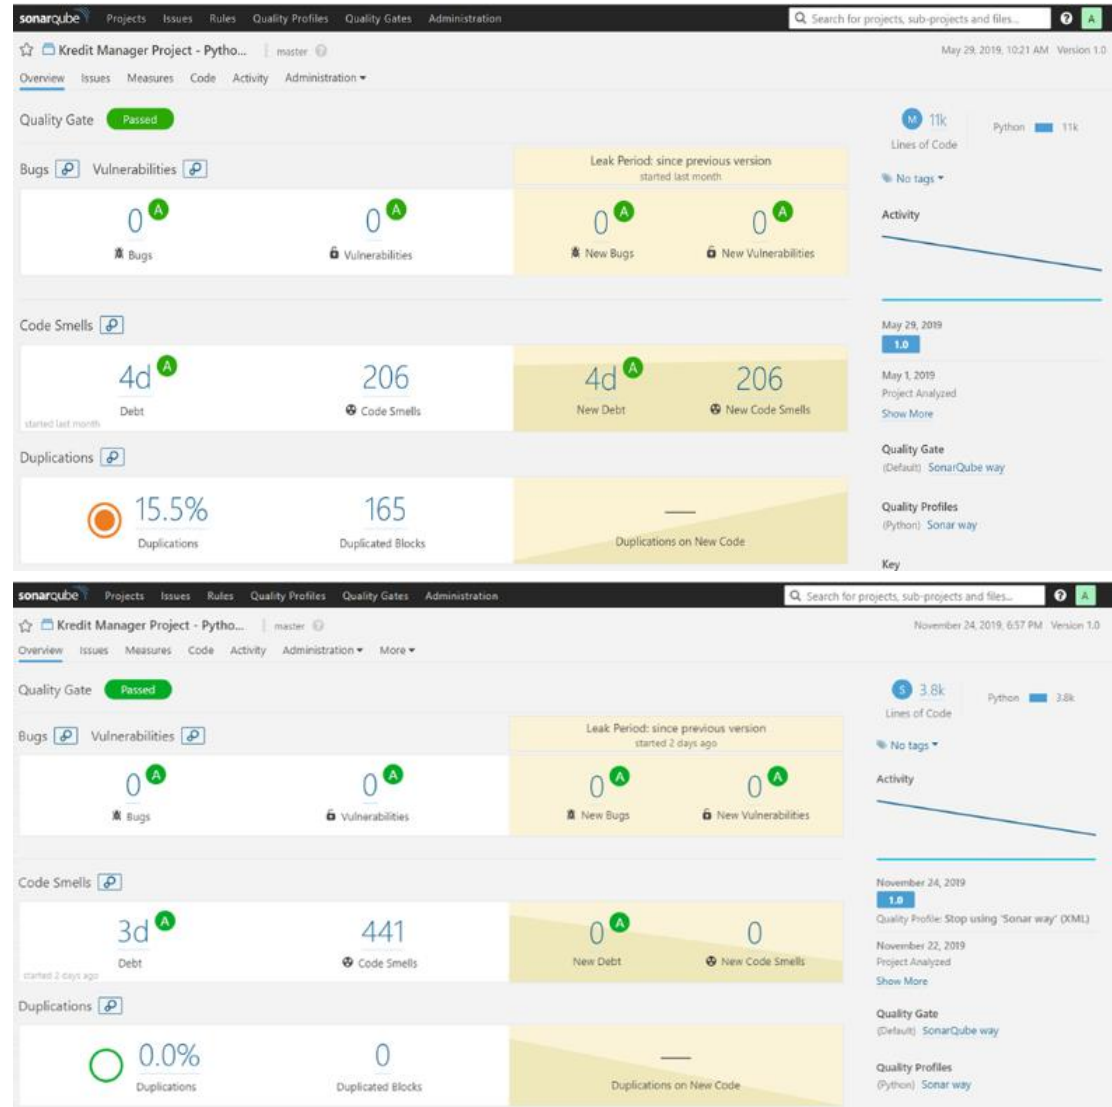 sonarqube Projects Issues Rules Quality Profiles Quality Gates Administration Search for projects, sub-projects and files... A
Kredit Manager Project - Pytho... master May 29, 2019, 10:21 AM Version 1.0
Overview Issues Measures Code Activity Administration
Quality Gate Passed
M 11k Python 11k
Lines of Code
Bugs Vulnerabilities
Leak Period: since previous version
started last month
No tags
0 A 0 A 0 A 0 A
Bugs Vulnerabilities New Bugs New Vulnerabilities
Activity
Code Smells
May 29, 2019
1.0
4d A 206 4d A 206
Debt Code Smells New Debt New Code Smells
started last month
May 1, 2019
Project Analyzed
Show More
Duplications
Quality Gate
(Default) SonarQube way
15.5% 165 —
Duplications Duplicated Blocks Duplications on New Code
Quality Profiles
(Python) Sonar way
Key
sonarqube Projects Issues Rules Quality Profiles Quality Gates Administration Search for projects, sub-projects and files... A
Kredit Manager Project - Pytho... master November 24, 2019, 6:57 PM Version 1.0
Overview Issues Measures Code Activity Administration More
Quality Gate Passed
S 3.8k Python 3.8k
Lines of Code
Bugs Vulnerabilities
Leak Period: since previous version
started 2 days ago
No tags
0 A 0 A 0 A 0 A
Bugs Vulnerabilities New Bugs New Vulnerabilities
Activity
Code Smells
November 24, 2019
1.0
Quality Profile: Stop using 'Sonar way' (XML)
3d A 441 0 A 0
Debt Code Smells New Debt New Code Smells
started 2 days ago
November 22, 2019
Project Analyzed
Show More
Duplications
Quality Gate
(Default) SonarQube way
0.0% 0 —
Duplications Duplicated Blocks Duplications on New Code
Quality Profiles
(Python) Sonar way